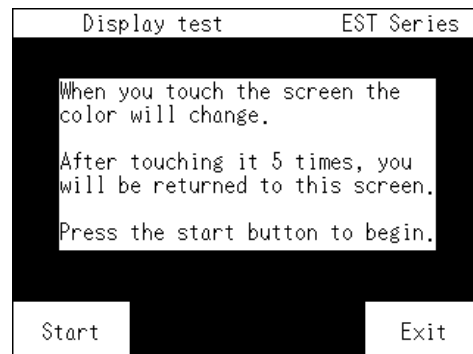 Display test EST Series
When you touch the screen the
color will change.
After touching it 5 times, you
will be returned to this screen.
Press the start button to begin.
Start Exit